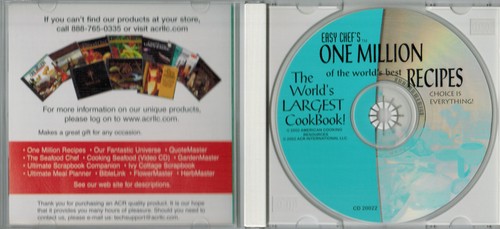 If you can't find our products at your store,
call 888-765-0335 or visit acrllc.com
For more information on our unique products,
please log on to www.acrllc.com.
Makes a great gift for any occasion.
• One Million Recipes • Our Fantastic Universe • QuoteMaster
• The Seafood Chef • Cooking Seafood (Video CD) • GardenMaster
• Ultimate Scrapbook Companion • Ivy Cottage Scrapbook
• Ultimate Meal Planner • BibleLink • FlowerMaster • HerbMaster
See our web site for descriptions.
Thank you for purchasing an ACR quality product. It is our hope
that it provides you many hours of pleasure. Should you need to
contact us, please e-mail us: techsupport@acrllc.com.
EASY CHEF'S
ONE MILLION
of the world's best
RECIPES
CHOICE IS
EVERYTHING!
The
World's
LARGEST
CookBook!